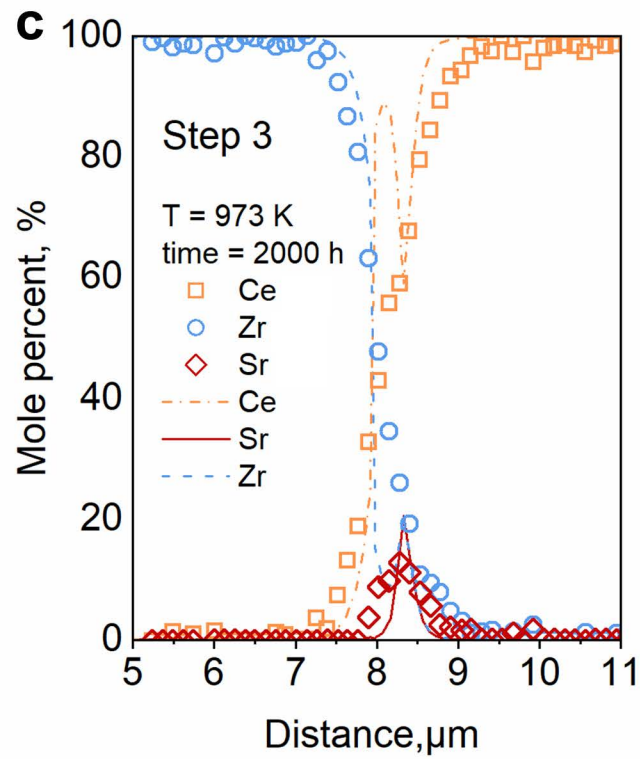 c
100
80
60
40
20
0
Mole percent, %
Step 3
T = 973 K
time = 2000 h
Ce
Zr
Sr
Ce
Sr
Zr
5 6 7 8 9 10 11
Distance,μm